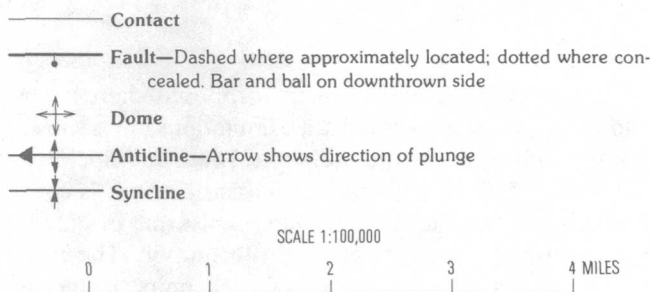 Contact
Fault—Dashed where approximately located; dotted where con-
cealed. Bar and ball on downthrown side
Dome
Anticline—Arrow shows direction of plunge
Syncline
SCALE 1:100,000
0 1 2 3 4 MILES